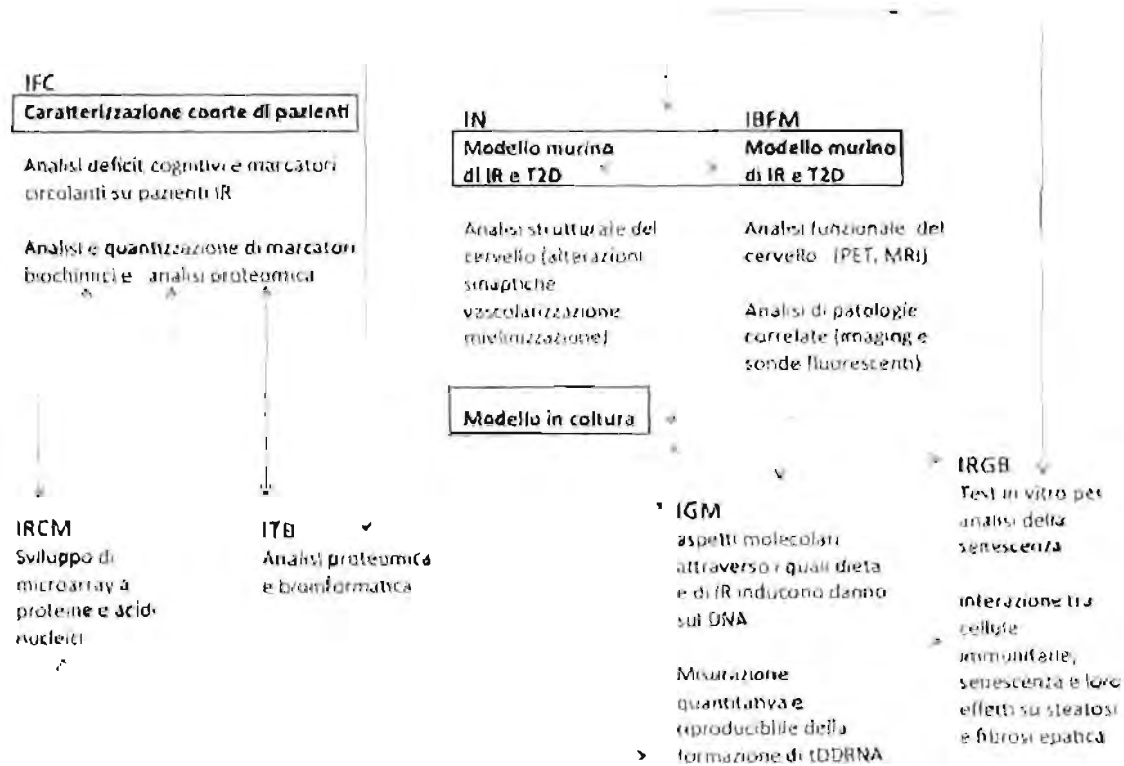 IFC
Caratterizzazione coorte di pazienti
Analisi deficit cognitivi e marcatori
circolanti su pazienti IR
Analisi e quantizzazione di marcatori
biochimici e analisi proteomica
IN
Modello murino
di IR e T2D
Analisi strutturale del
cervello (alterazioni
sinaptiche
vascolarizzazione
mielinizzazione)
Modello in coltura
IBFM
Modello murino
di IR e T2D
Analisi funzionale del
cervello (PET, MRI)
Analisi di patologie
correlate (imaging e
sonde fluorescenti)
IRCM
Sviluppo di
microarray a
proteine e acidi
nucleici
ITB
Analisi proteomica
e bioinformatica
IGM
aspetti molecolari
attraverso i quali dieta
e di IR inducono danno
sul DNA
Misurazione
quantitativa e
riproducibile della
formazione di tDDRNA
IRGB
Test in vitro per
analisi della
senescenza
interazione tra
cellule
immunitarie,
senescenza e loro
effetti su steatosi
e fibrosi epatica